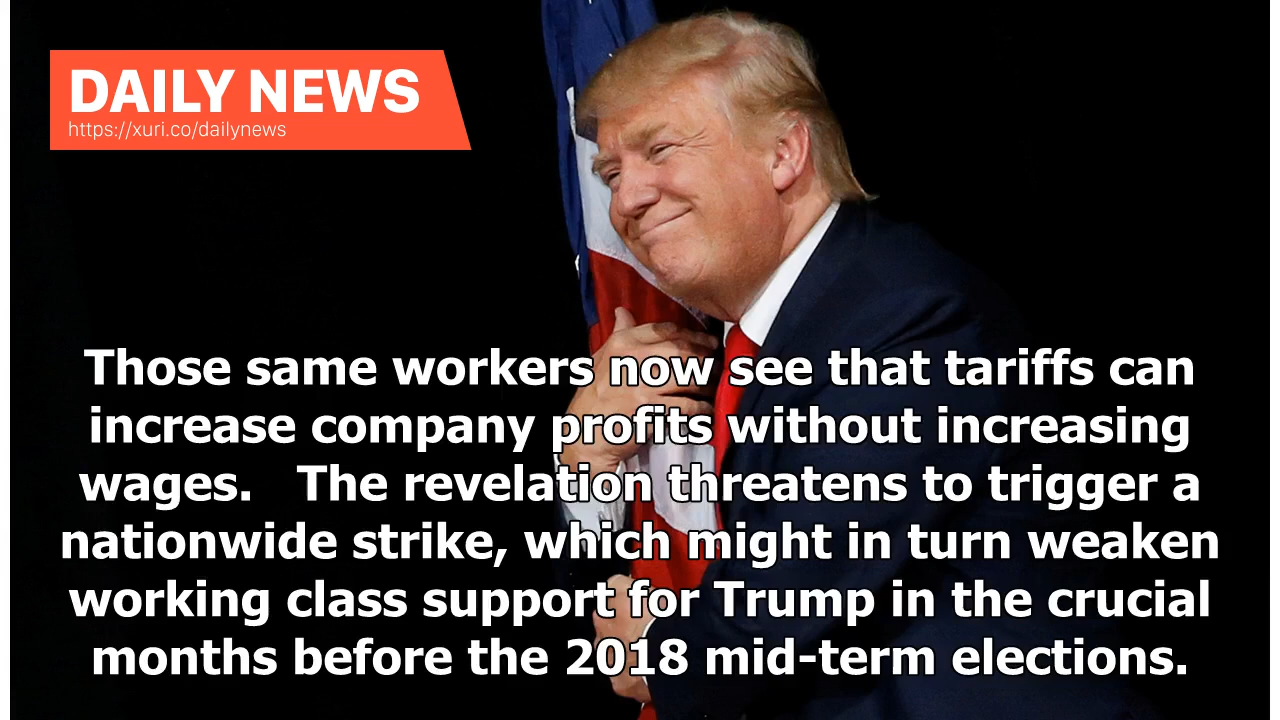 DAILY NEWS
https://xuri.co/dailynews
Those same workers now see that tariffs can
increase company profits without increasing
wages.   The revelation threatens to trigger a
nationwide strike, which might in turn weaken
working class support for Trump in the crucial
months before the 2018 mid-term elections.